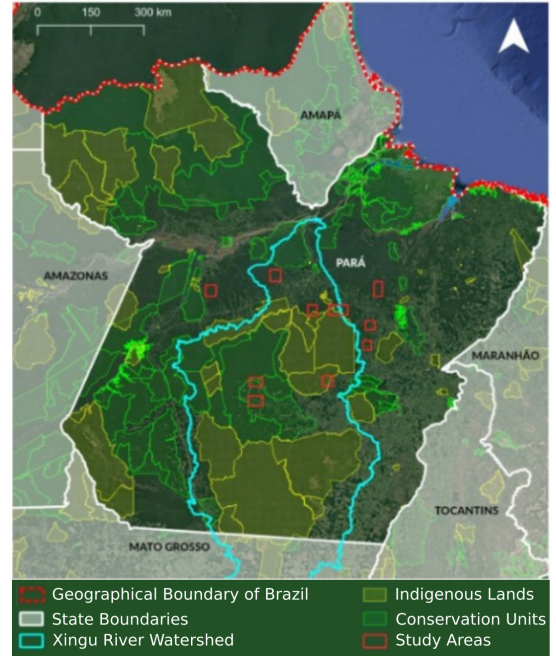 0 150 300 km
AMAPÁ
PARÁ
AMAZONAS
MARANHÃO
TOCANTINS
MATO GROSSO
Geographical Boundary of Brazil
State Boundaries
Xingu River Watershed
Indigenous Lands
Conservation Units
Study Areas